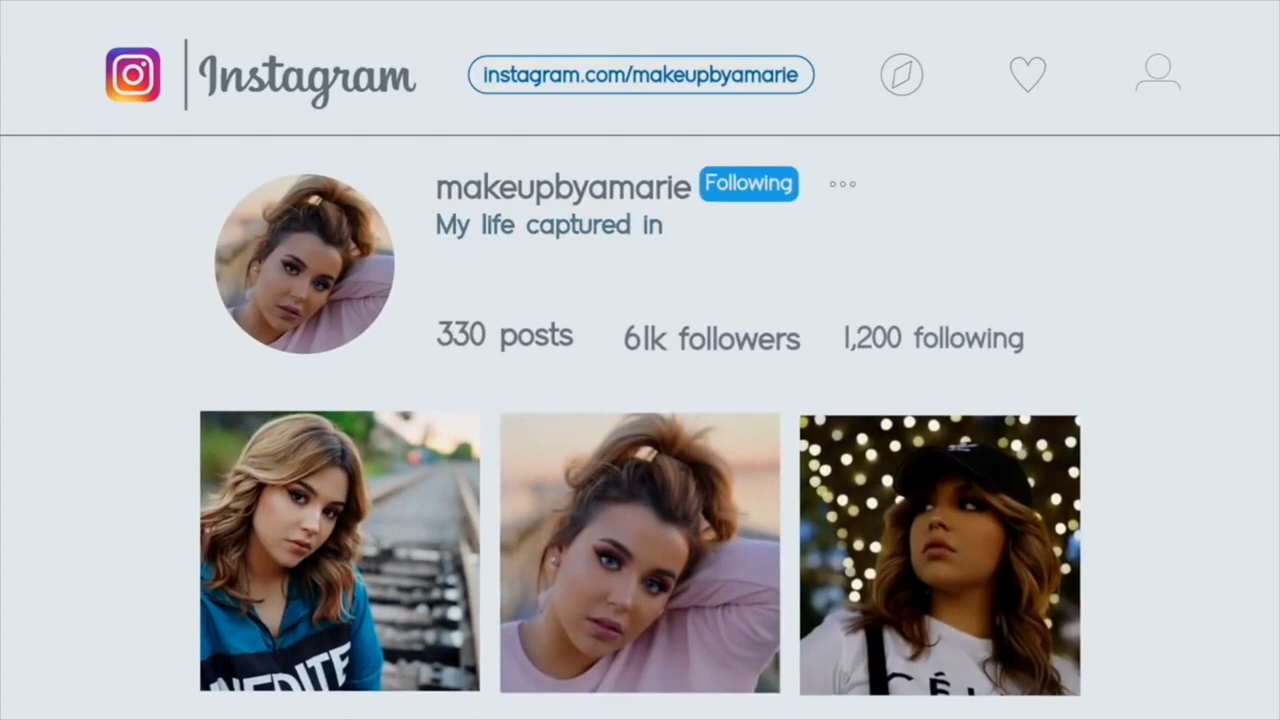 Instagram
instagram.com/makeupbyamarie
makeupbyamarie
Following
My life captured in
330 posts
61k followers
1,200 following